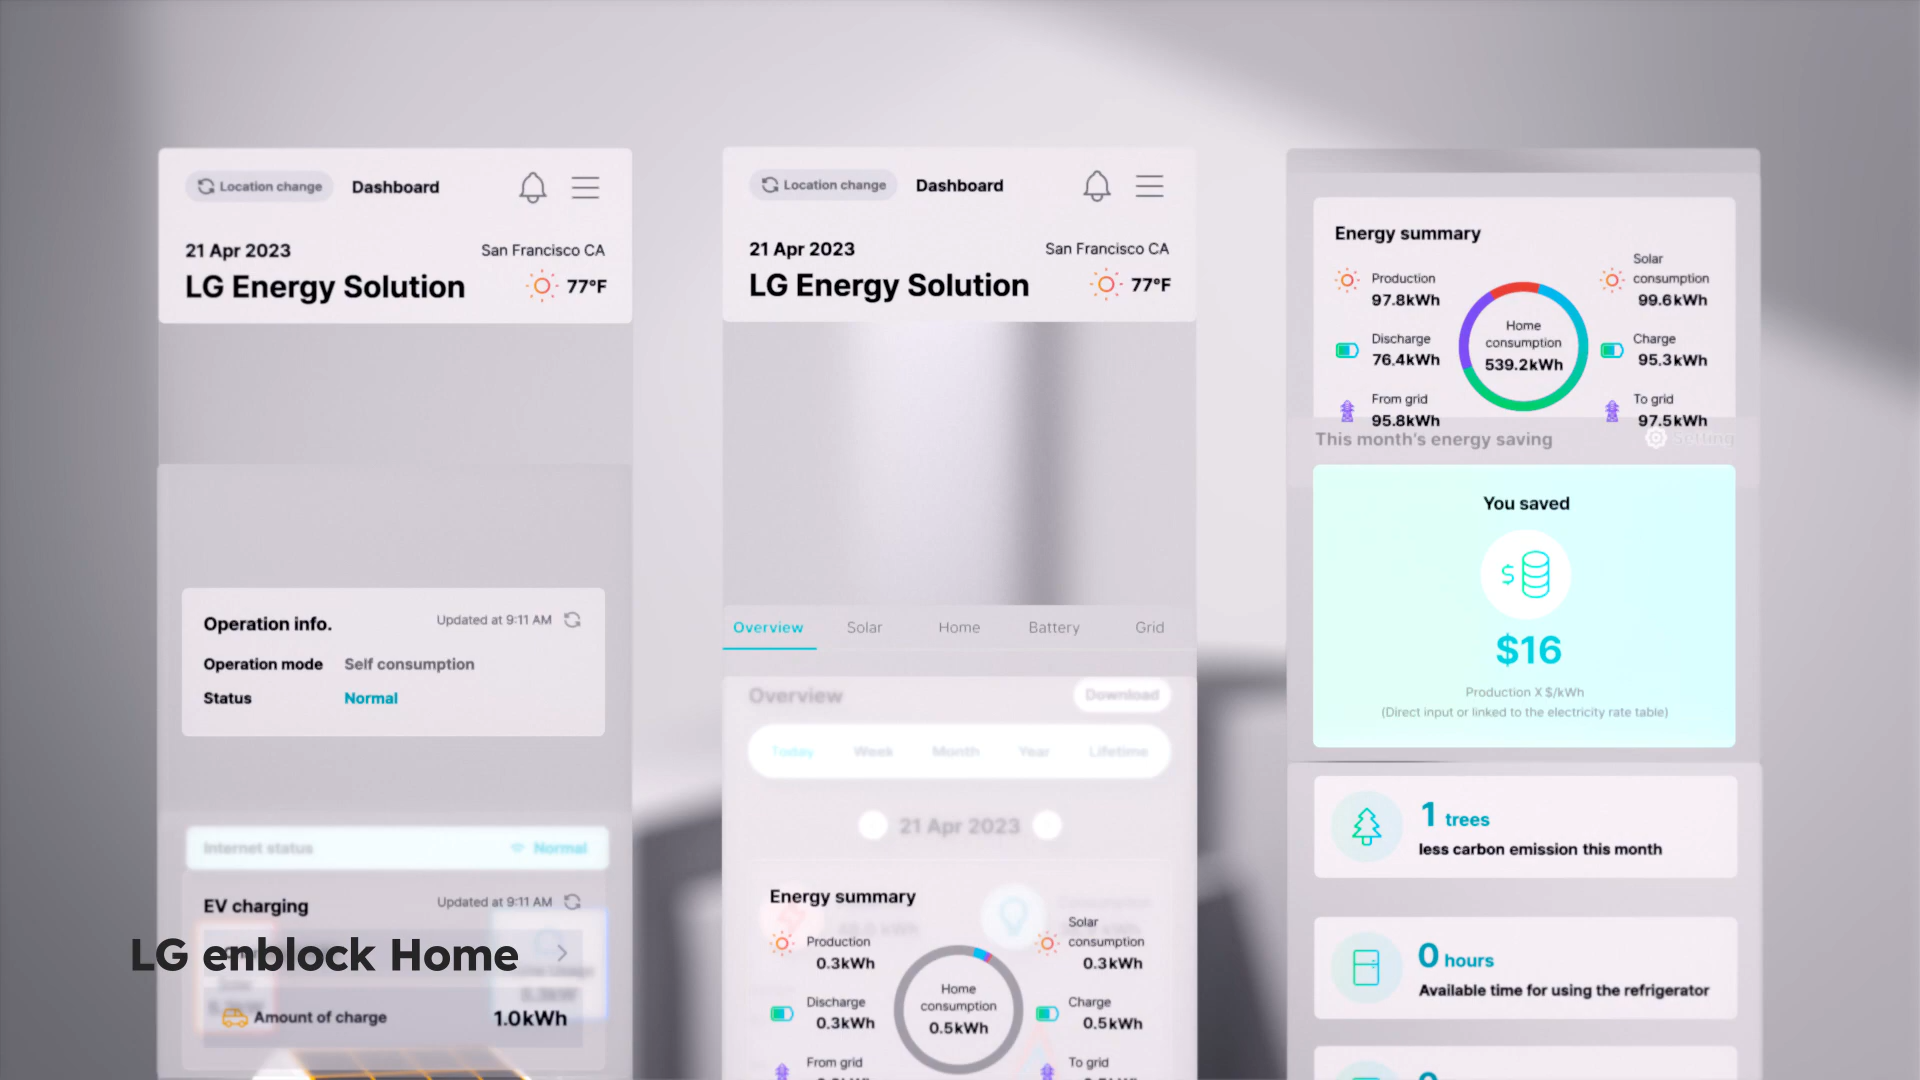 Location change
Dashboard
21 Apr 2023
San Francisco CA
LG Energy Solution
77°F
Operation info.
Updated at 9:11 AM
Operation mode
Self consumption
Status
Normal
Internet status
Normal
EV charging
Updated at 9:11 AM
LG enblock Home
Amount of charge
1.0kWh
Location change
Dashboard
21 Apr 2023
San Francisco CA
LG Energy Solution
77°F
Overview
Solar
Home
Battery
Grid
Overview
Download
Today
Week
Month
Year
Lifetime
21 Apr 2023
Energy summary
Production
0.3kWh
Discharge
0.3kWh
From grid
Home
consumption
0.5kWh
Solar
consumption
0.3kWh
Charge
0.5kWh
To grid
Energy summary
Production
97.8kWh
Discharge
76.4kWh
From grid
95.8kWh
Home
consumption
539.2kWh
Solar
consumption
99.6kWh
Charge
95.3kWh
To grid
97.5kWh
This month's energy saving
Setting
You saved
$
$16
Production X $/kWh
(Direct input or linked to the electricity rate table)
1 trees
less carbon emission this month
0 hours
Available time for using the refrigerator